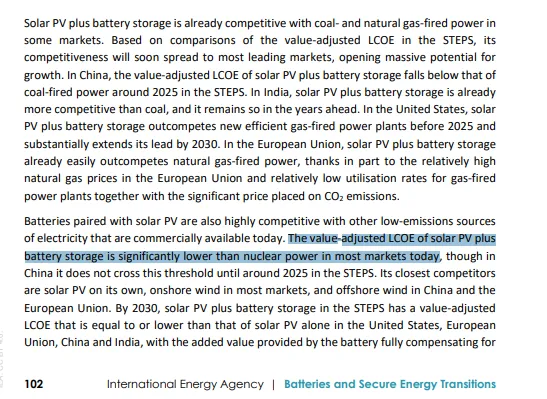 Solar PV plus battery storage is already competitive with coal- and natural gas-fired power in
some markets. Based on comparisons of the value-adjusted LCOE in the STEPS, its
competitiveness will soon spread to most leading markets, opening massive potential for
growth. In China, the value-adjusted LCOE of solar PV plus battery storage falls below that of
coal-fired power around 2025 in the STEPS. In India, solar PV plus battery storage is already
more competitive than coal, and it remains so in the years ahead. In the United States, solar
PV plus battery storage outcompetes new efficient gas-fired power plants before 2025 and
substantially extends its lead by 2030. In the European Union, solar PV plus battery storage
already easily outcompetes natural gas-fired power, thanks in part to the relatively high
natural gas prices in the European Union and relatively low utilisation rates for gas-fired
power plants together with the significant price placed on CO₂ emissions.
Batteries paired with solar PV are also highly competitive with other low-emissions sources
of electricity that are commercially available today. The value-adjusted LCOE of solar PV plus
battery storage is significantly lower than nuclear power in most markets today, though in
China it does not cross this threshold until around 2025 in the STEPS. Its closest competitors
are solar PV on its own, onshore wind in most markets, and offshore wind in China and the
European Union. By 2030, solar PV plus battery storage in the STEPS has a value-adjusted
LCOE that is equal to or lower than that of solar PV alone in the United States, European
Union, China and India, with the added value provided by the battery fully compensating for
102 International Energy Agency | Batteries and Secure Energy Transitions